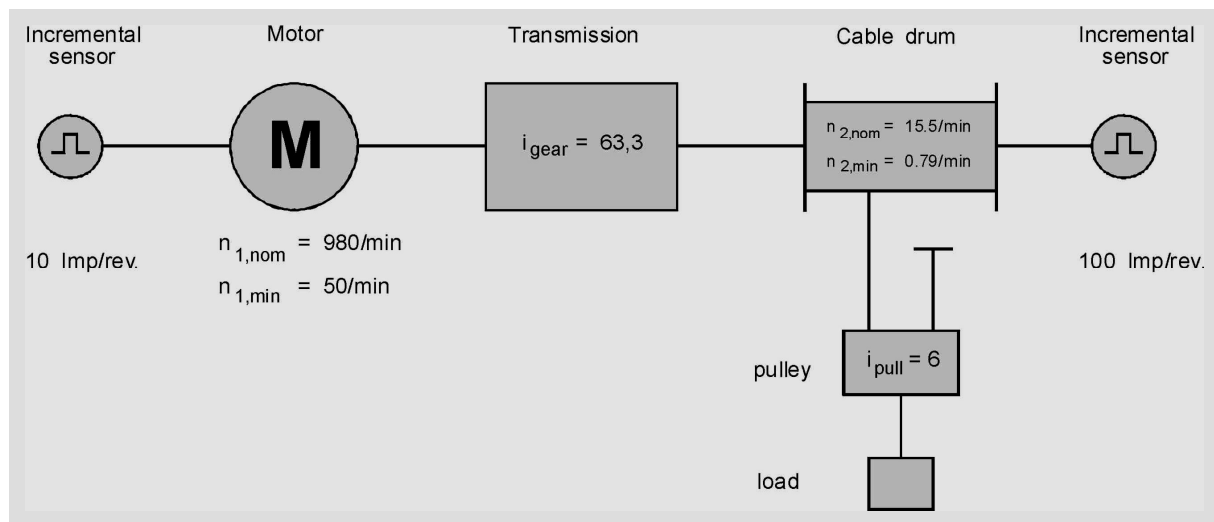 Incremental
sensor
Motor
Transmission
Cable drum
Incremental
sensor
M
i gear = 63,3
n 2,nom = 15.5/min
n 2,min = 0.79/min
n 1,nom = 980/min
n 1,min = 50/min
10 Imp/rev.
100 Imp/rev.
pulley
i pull = 6
load